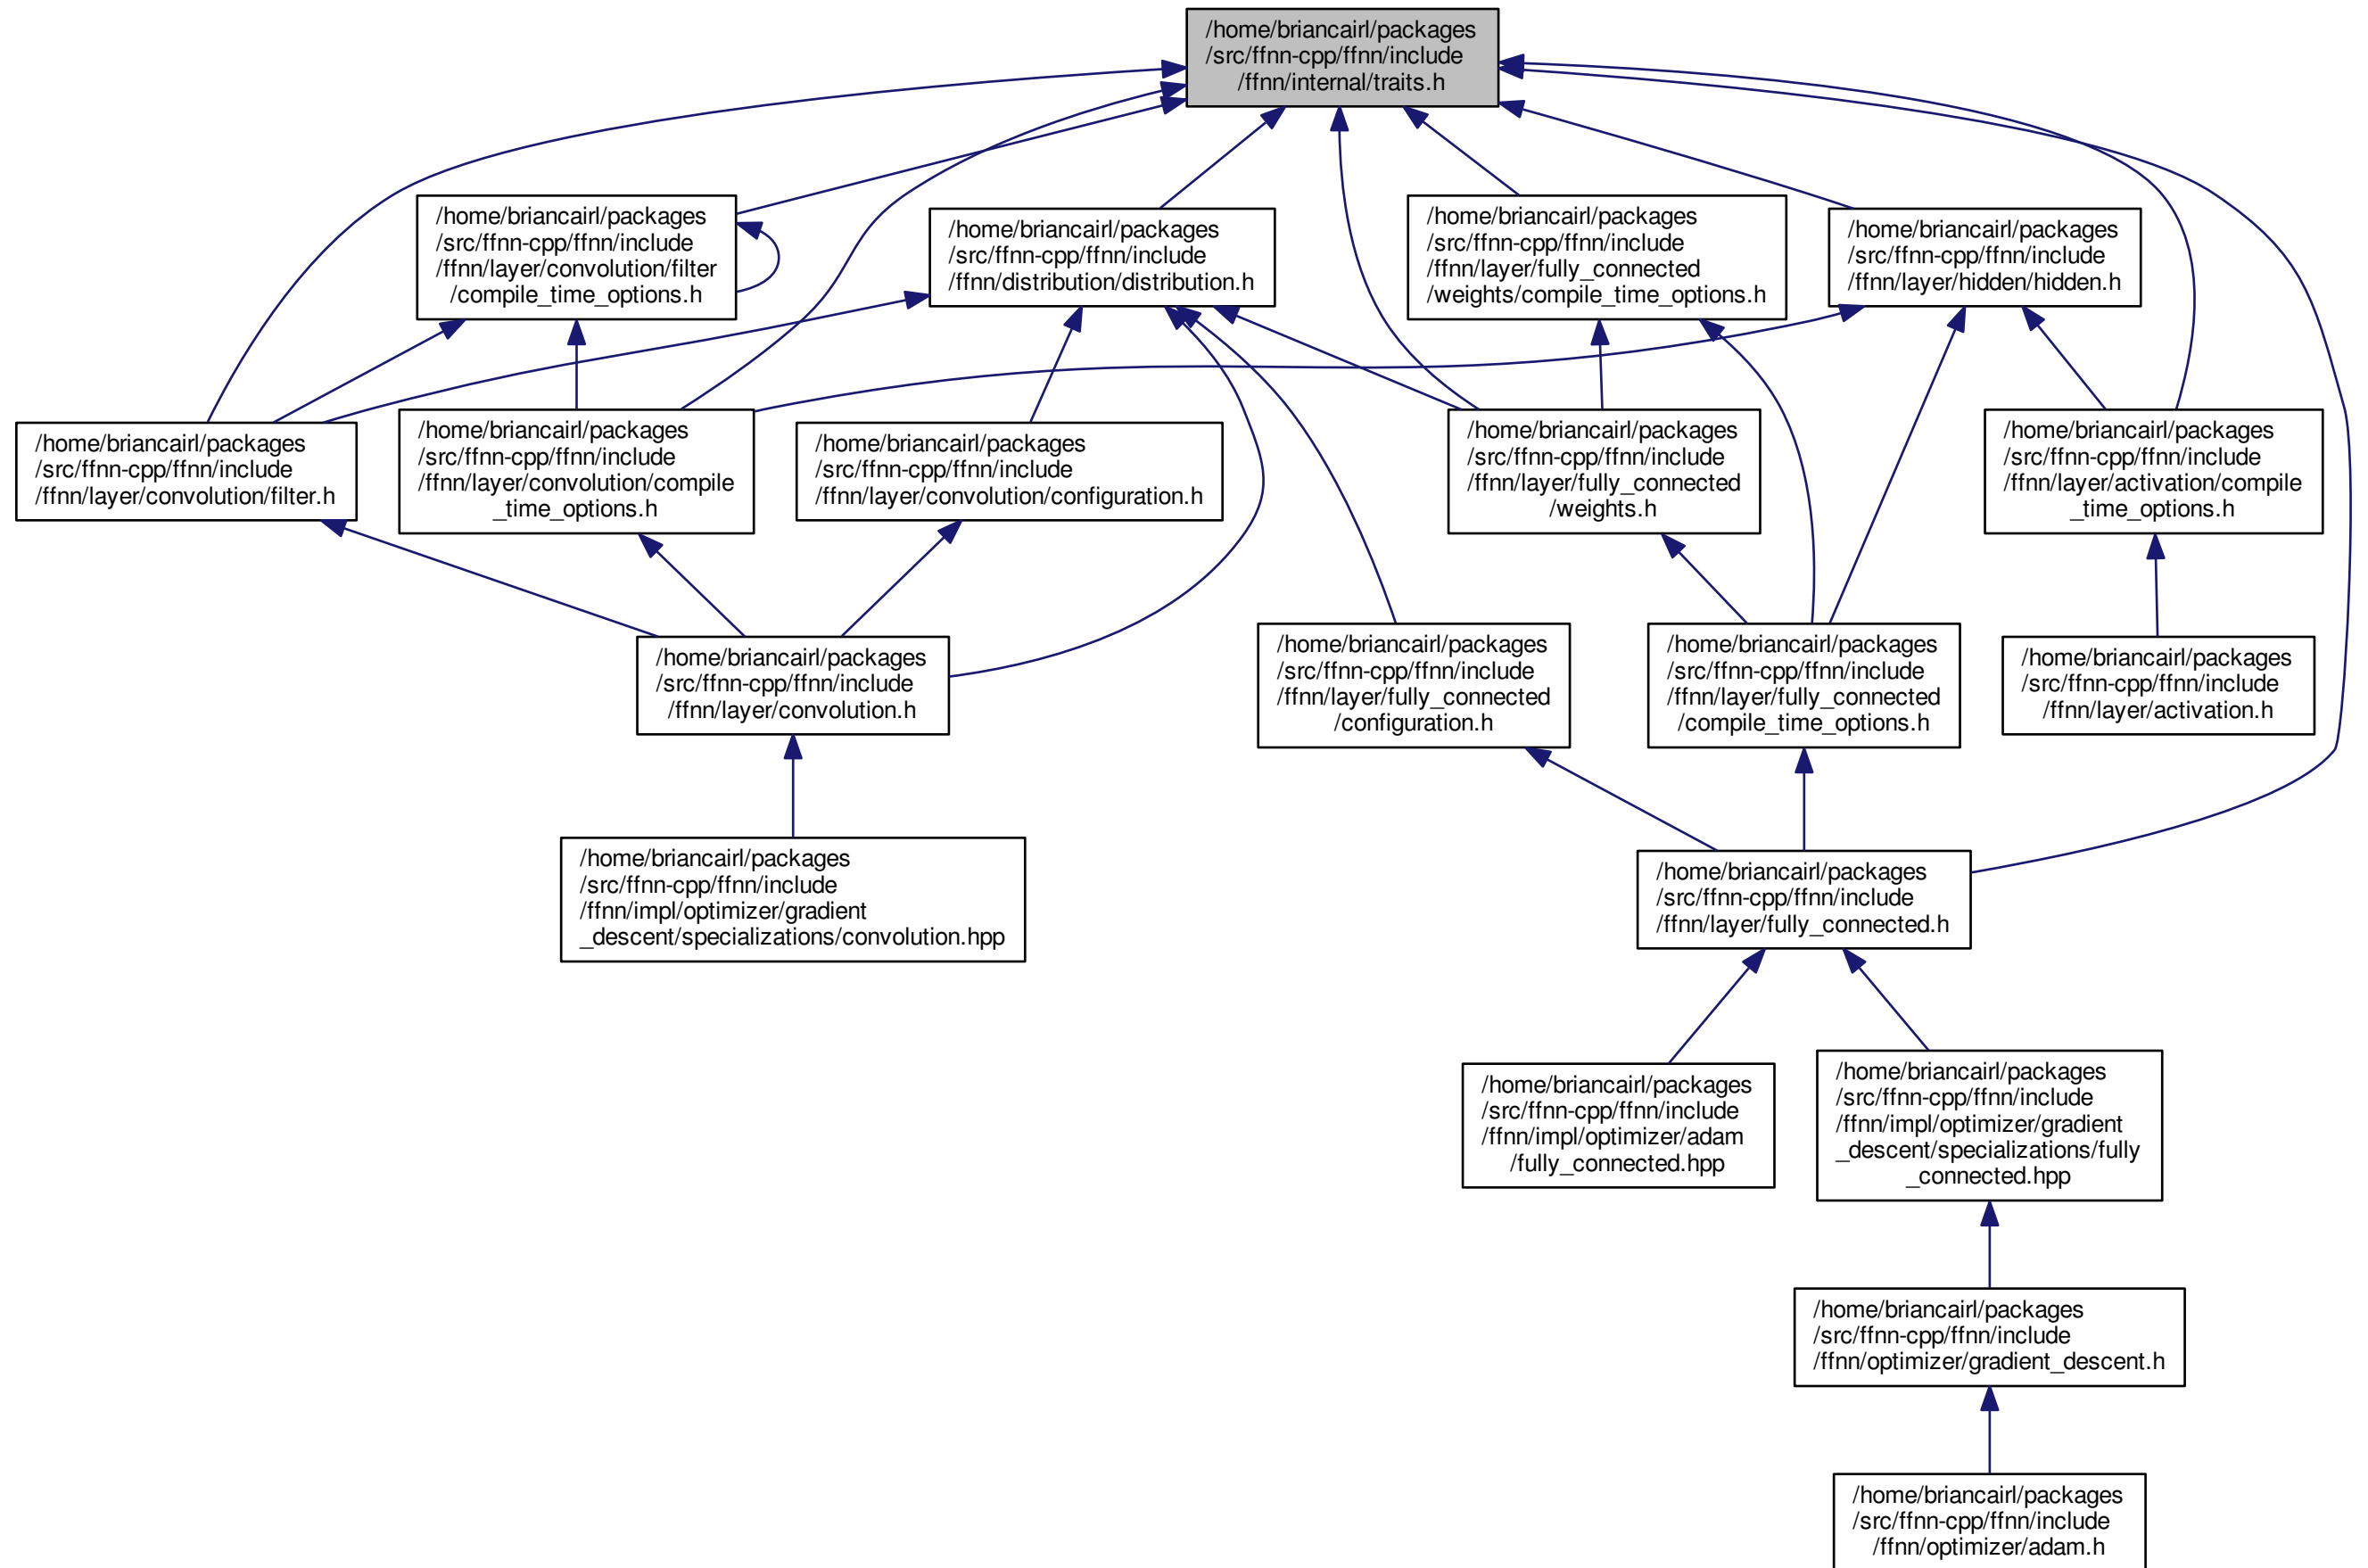 /home/briancairl/packages
/src/ffnn-cpp/ffnn/include
/ffnn/internal/traits.h
/home/briancairl/packages
/src/ffnn-cpp/ffnn/include
/ffnn/layer/convolution/filter
/compile_time_options.h
/home/briancairl/packages
/src/ffnn-cpp/ffnn/include
/ffnn/distribution/distribution.h
/home/briancairl/packages
/src/ffnn-cpp/ffnn/include
/ffnn/layer/fully_connected
/weights/compile_time_options.h
/home/briancairl/packages
/src/ffnn-cpp/ffnn/include
/ffnn/layer/hidden/hidden.h
/home/briancairl/packages
/src/ffnn-cpp/ffnn/include
/ffnn/layer/convolution/filter.h
/home/briancairl/packages
/src/ffnn-cpp/ffnn/include
/ffnn/layer/convolution/compile
_time_options.h
/home/briancairl/packages
/src/ffnn-cpp/ffnn/include
/ffnn/layer/convolution/configuration.h
/home/briancairl/packages
/src/ffnn-cpp/ffnn/include
/ffnn/layer/fully_connected
/weights.h
/home/briancairl/packages
/src/ffnn-cpp/ffnn/include
/ffnn/layer/activation/compile
_time_options.h
/home/briancairl/packages
/src/ffnn-cpp/ffnn/include
/ffnn/layer/convolution.h
/home/briancairl/packages
/src/ffnn-cpp/ffnn/include
/ffnn/layer/fully_connected
/configuration.h
/home/briancairl/packages
/src/ffnn-cpp/ffnn/include
/ffnn/layer/fully_connected
/compile_time_options.h
/home/briancairl/packages
/src/ffnn-cpp/ffnn/include
/ffnn/layer/activation.h
/home/briancairl/packages
/src/ffnn-cpp/ffnn/include
/ffnn/impl/optimizer/gradient
_descent/specializations/convolution.hpp
/home/briancairl/packages
/src/ffnn-cpp/ffnn/include
/ffnn/layer/fully_connected.h
/home/briancairl/packages
/src/ffnn-cpp/ffnn/include
/ffnn/impl/optimizer/adam
/fully_connected.hpp
/home/briancairl/packages
/src/ffnn-cpp/ffnn/include
/ffnn/impl/optimizer/gradient
_descent/specializations/fully
_connected.hpp
/home/briancairl/packages
/src/ffnn-cpp/ffnn/include
/ffnn/optimizer/gradient_descent.h
/home/briancairl/packages
/src/ffnn-cpp/ffnn/include
/ffnn/optimizer/adam.h